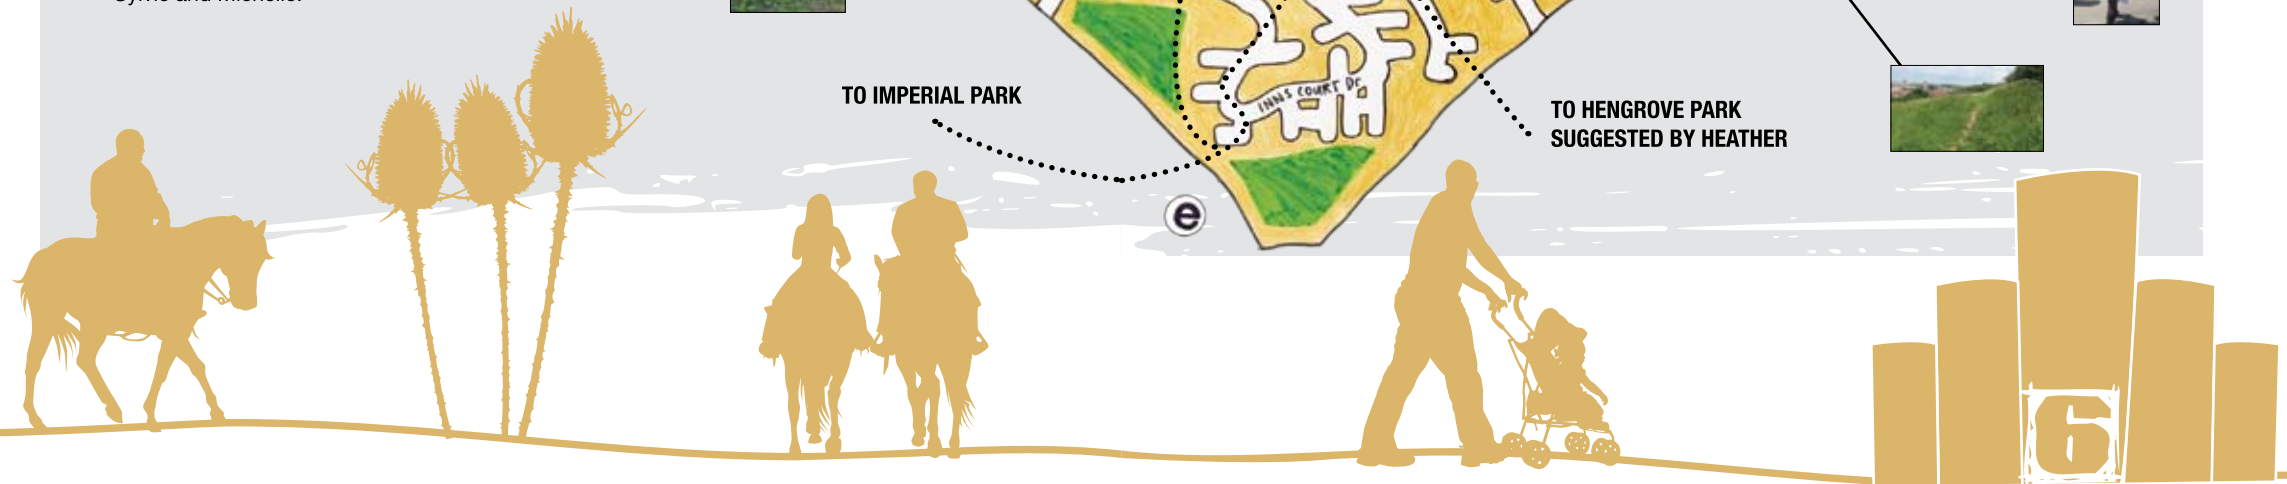 TO IMPERIAL PARK
INNS COURT Dr
TO HENGROVE PARK
SUGGESTED BY HEATHER
e
6